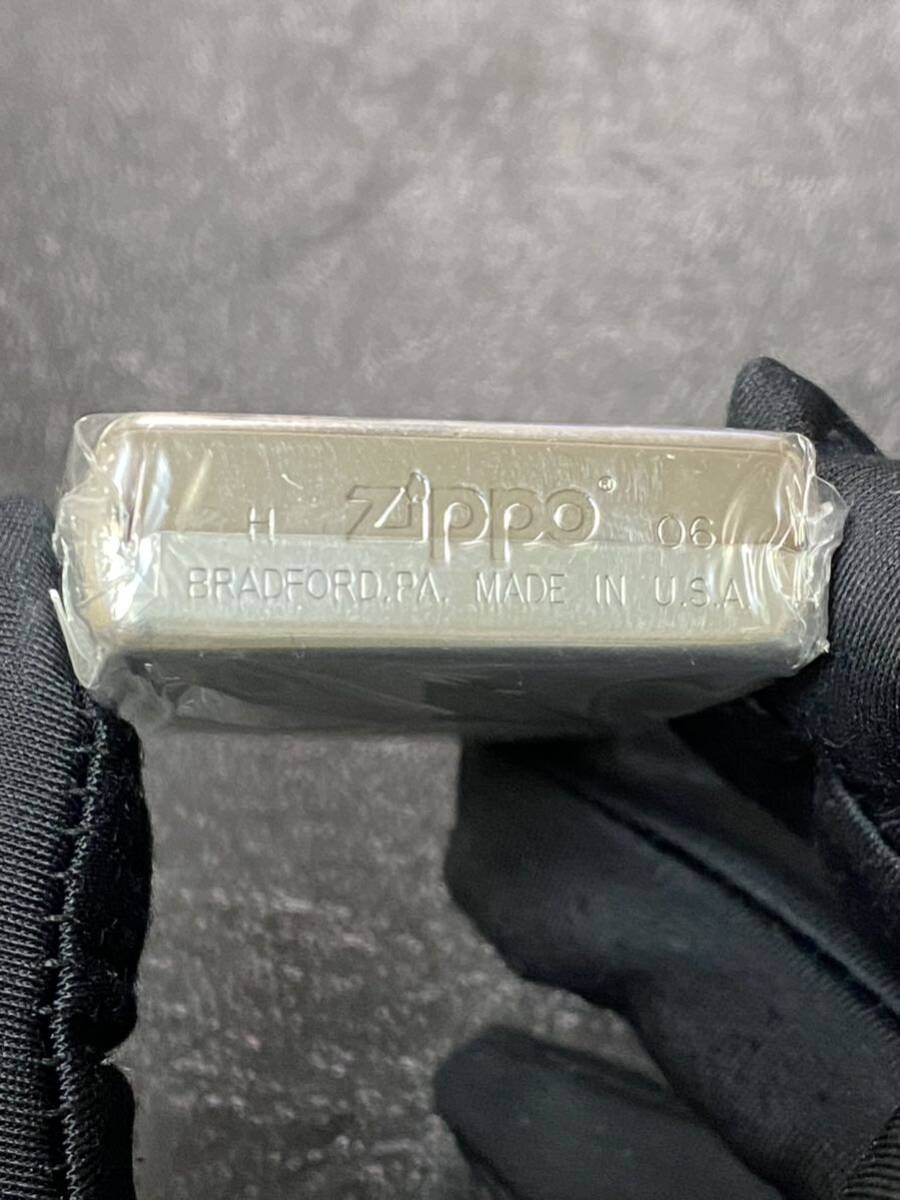 H Zippo® 06
BRADFORD,PA. MADE IN U.S.A